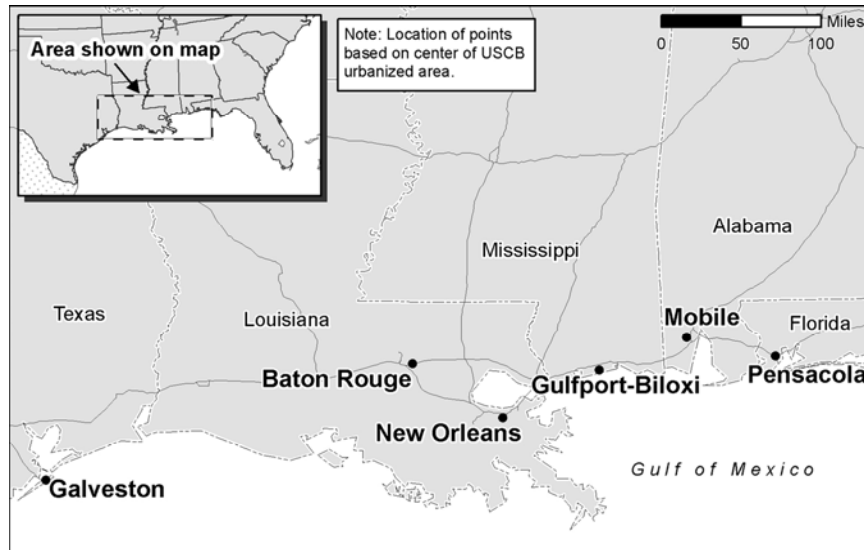 Area shown on map
Note: Location of points
based on center of USCB
urbanized area.
Miles
0 50 100
Alabama
Mississippi
Texas
Louisiana
Mobile
Florida
Baton Rouge
Gulfport-Biloxi
Pensacola
New Orleans
Gulf of Mexico
Galveston